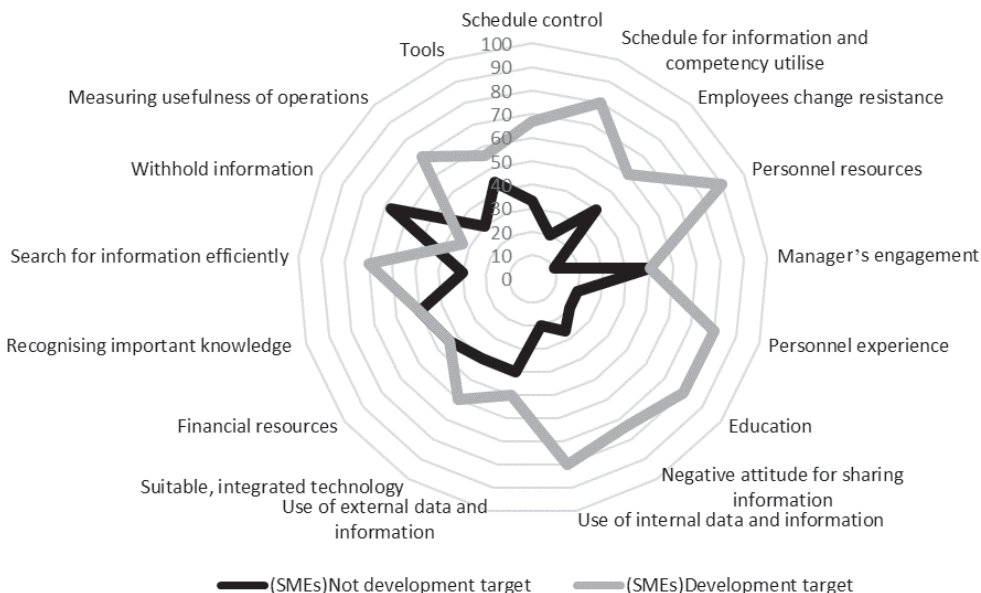 Schedule control
Schedule for information and
competency utilise
Employees change resistance
Personnel resources
Manager's engagement
Personnel experience
Education
Negative attitude for sharing
information
Use of internal data and information
Use of external data and
information
Suitable, integrated technology
Financial resources
Recognising important knowledge
Search for information efficiently
Withhold information
Measuring usefulness of operations
Tools
100
90
80
70
60
50
40
30
20
10
0
(SMEs)Not development target
(SMEs)Development target